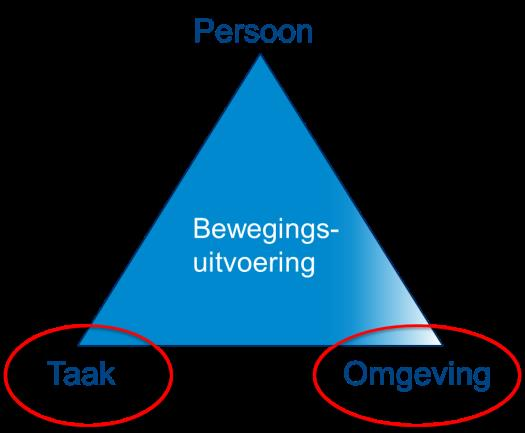 Persoon
Bewegings-
uitvoering
Taak
Omgeving